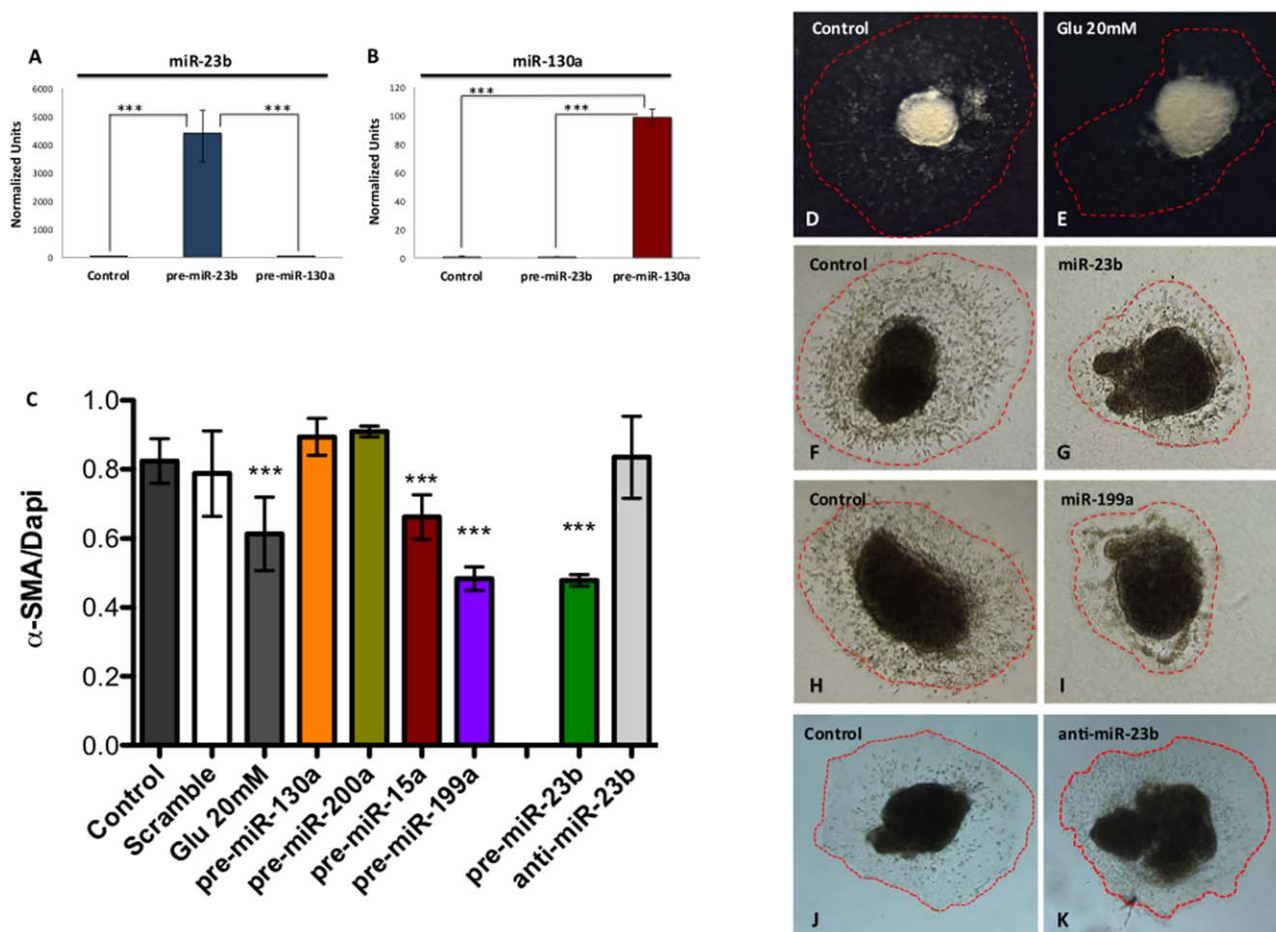 A
miR-23b
Normalized Units
6000
5000
4000
3000
2000
1000
0
***
***
Control
pre-miR-23b
pre-miR-130a
B
miR-130a
Normalized Units
120
100
80
60
40
20
0
***
***
Control
pre-miR-23b
pre-miR-130a
C
α-SMA/Dapi
1.0
0.8
0.6
0.4
0.2
0.0
***
***
***
***
Control
Scramble
Glu 20mM
pre-miR-130a
pre-miR-200a
pre-miR-15a
pre-miR-199a
pre-miR-23b
anti-miR-23b
Control
D
Glu 20mM
E
Control
F
miR-23b
G
Control
H
miR-199a
I
Control
J
anti-miR-23b
K